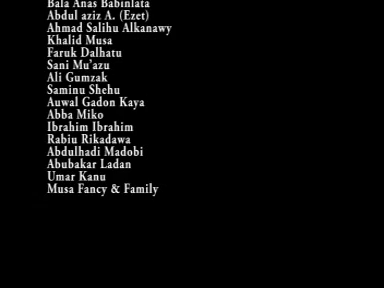 Bala Anas Babinlata
Abdul aziz A. (Ezet)
Ahmad Salihu Alkanawy
Khalid Musa
Faruk Dalhatu
Sani Mu'azu
Ali Gumzak
Saminu Shehu
Auwal Gadon Kaya
Abba Miko
Ibrahim Ibrahim
Rabiu Rikadawa
Abdulhadi Madobi
Abubakar Ladan
Umar Kanu
Musa Fancy & Family